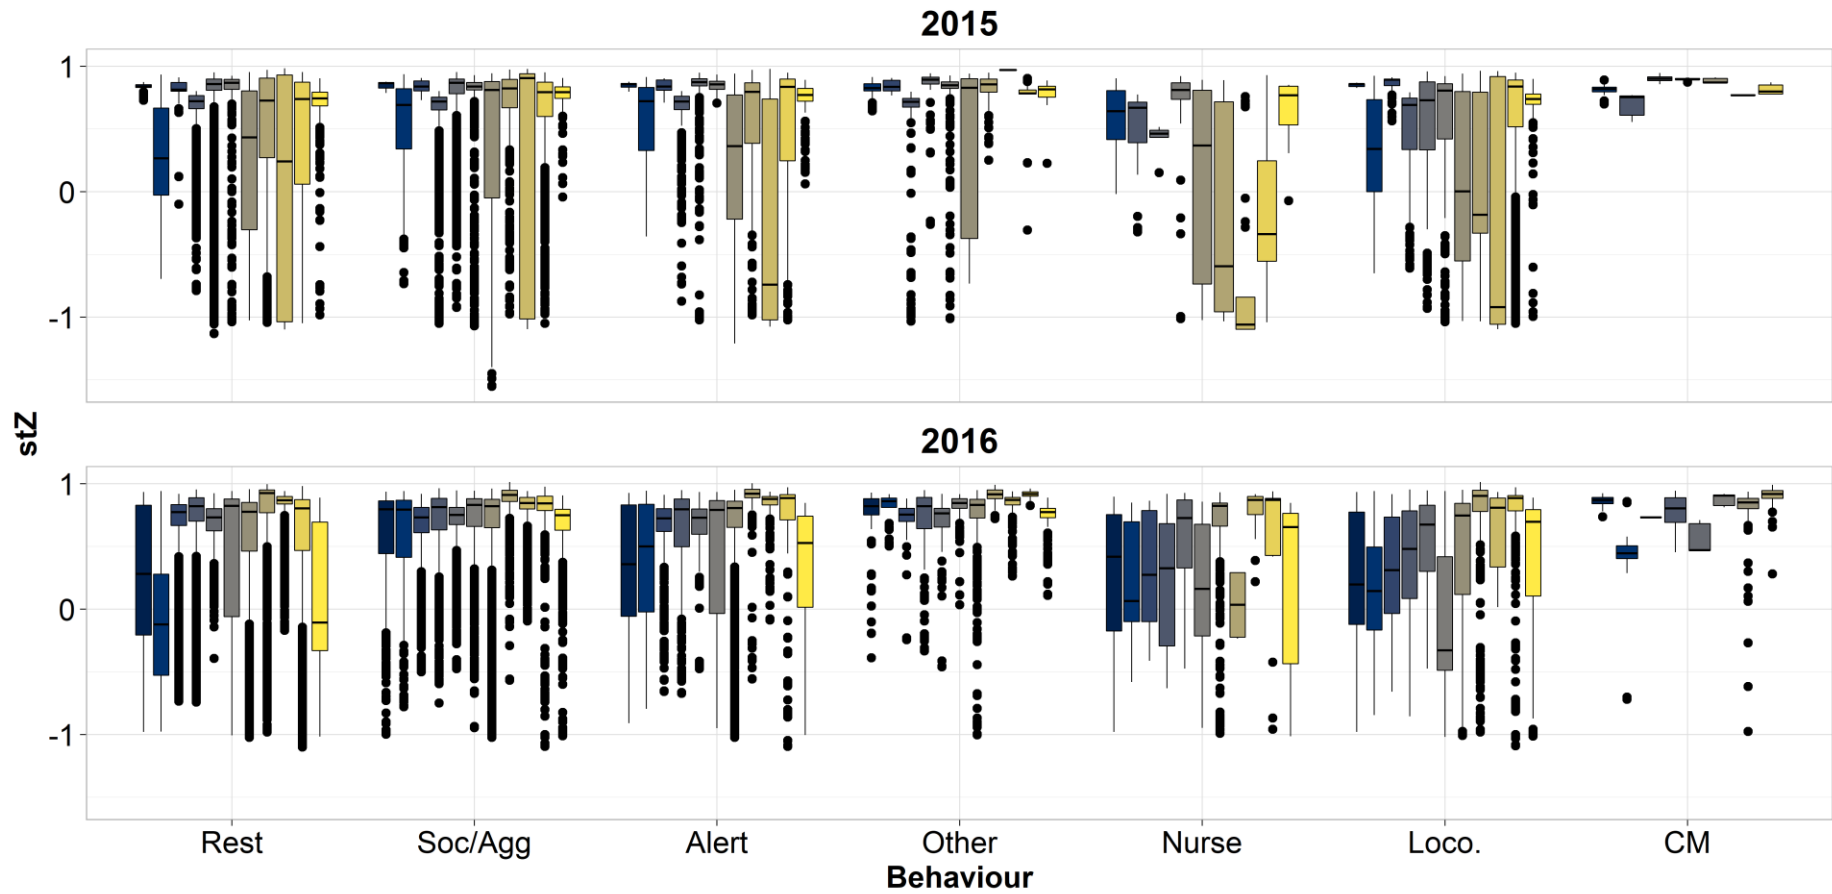 2015
1
0
-1
stZ
2016
1
0
-1
Rest Soc/Agg Alert Other Nurse Loco. CM
Behaviour